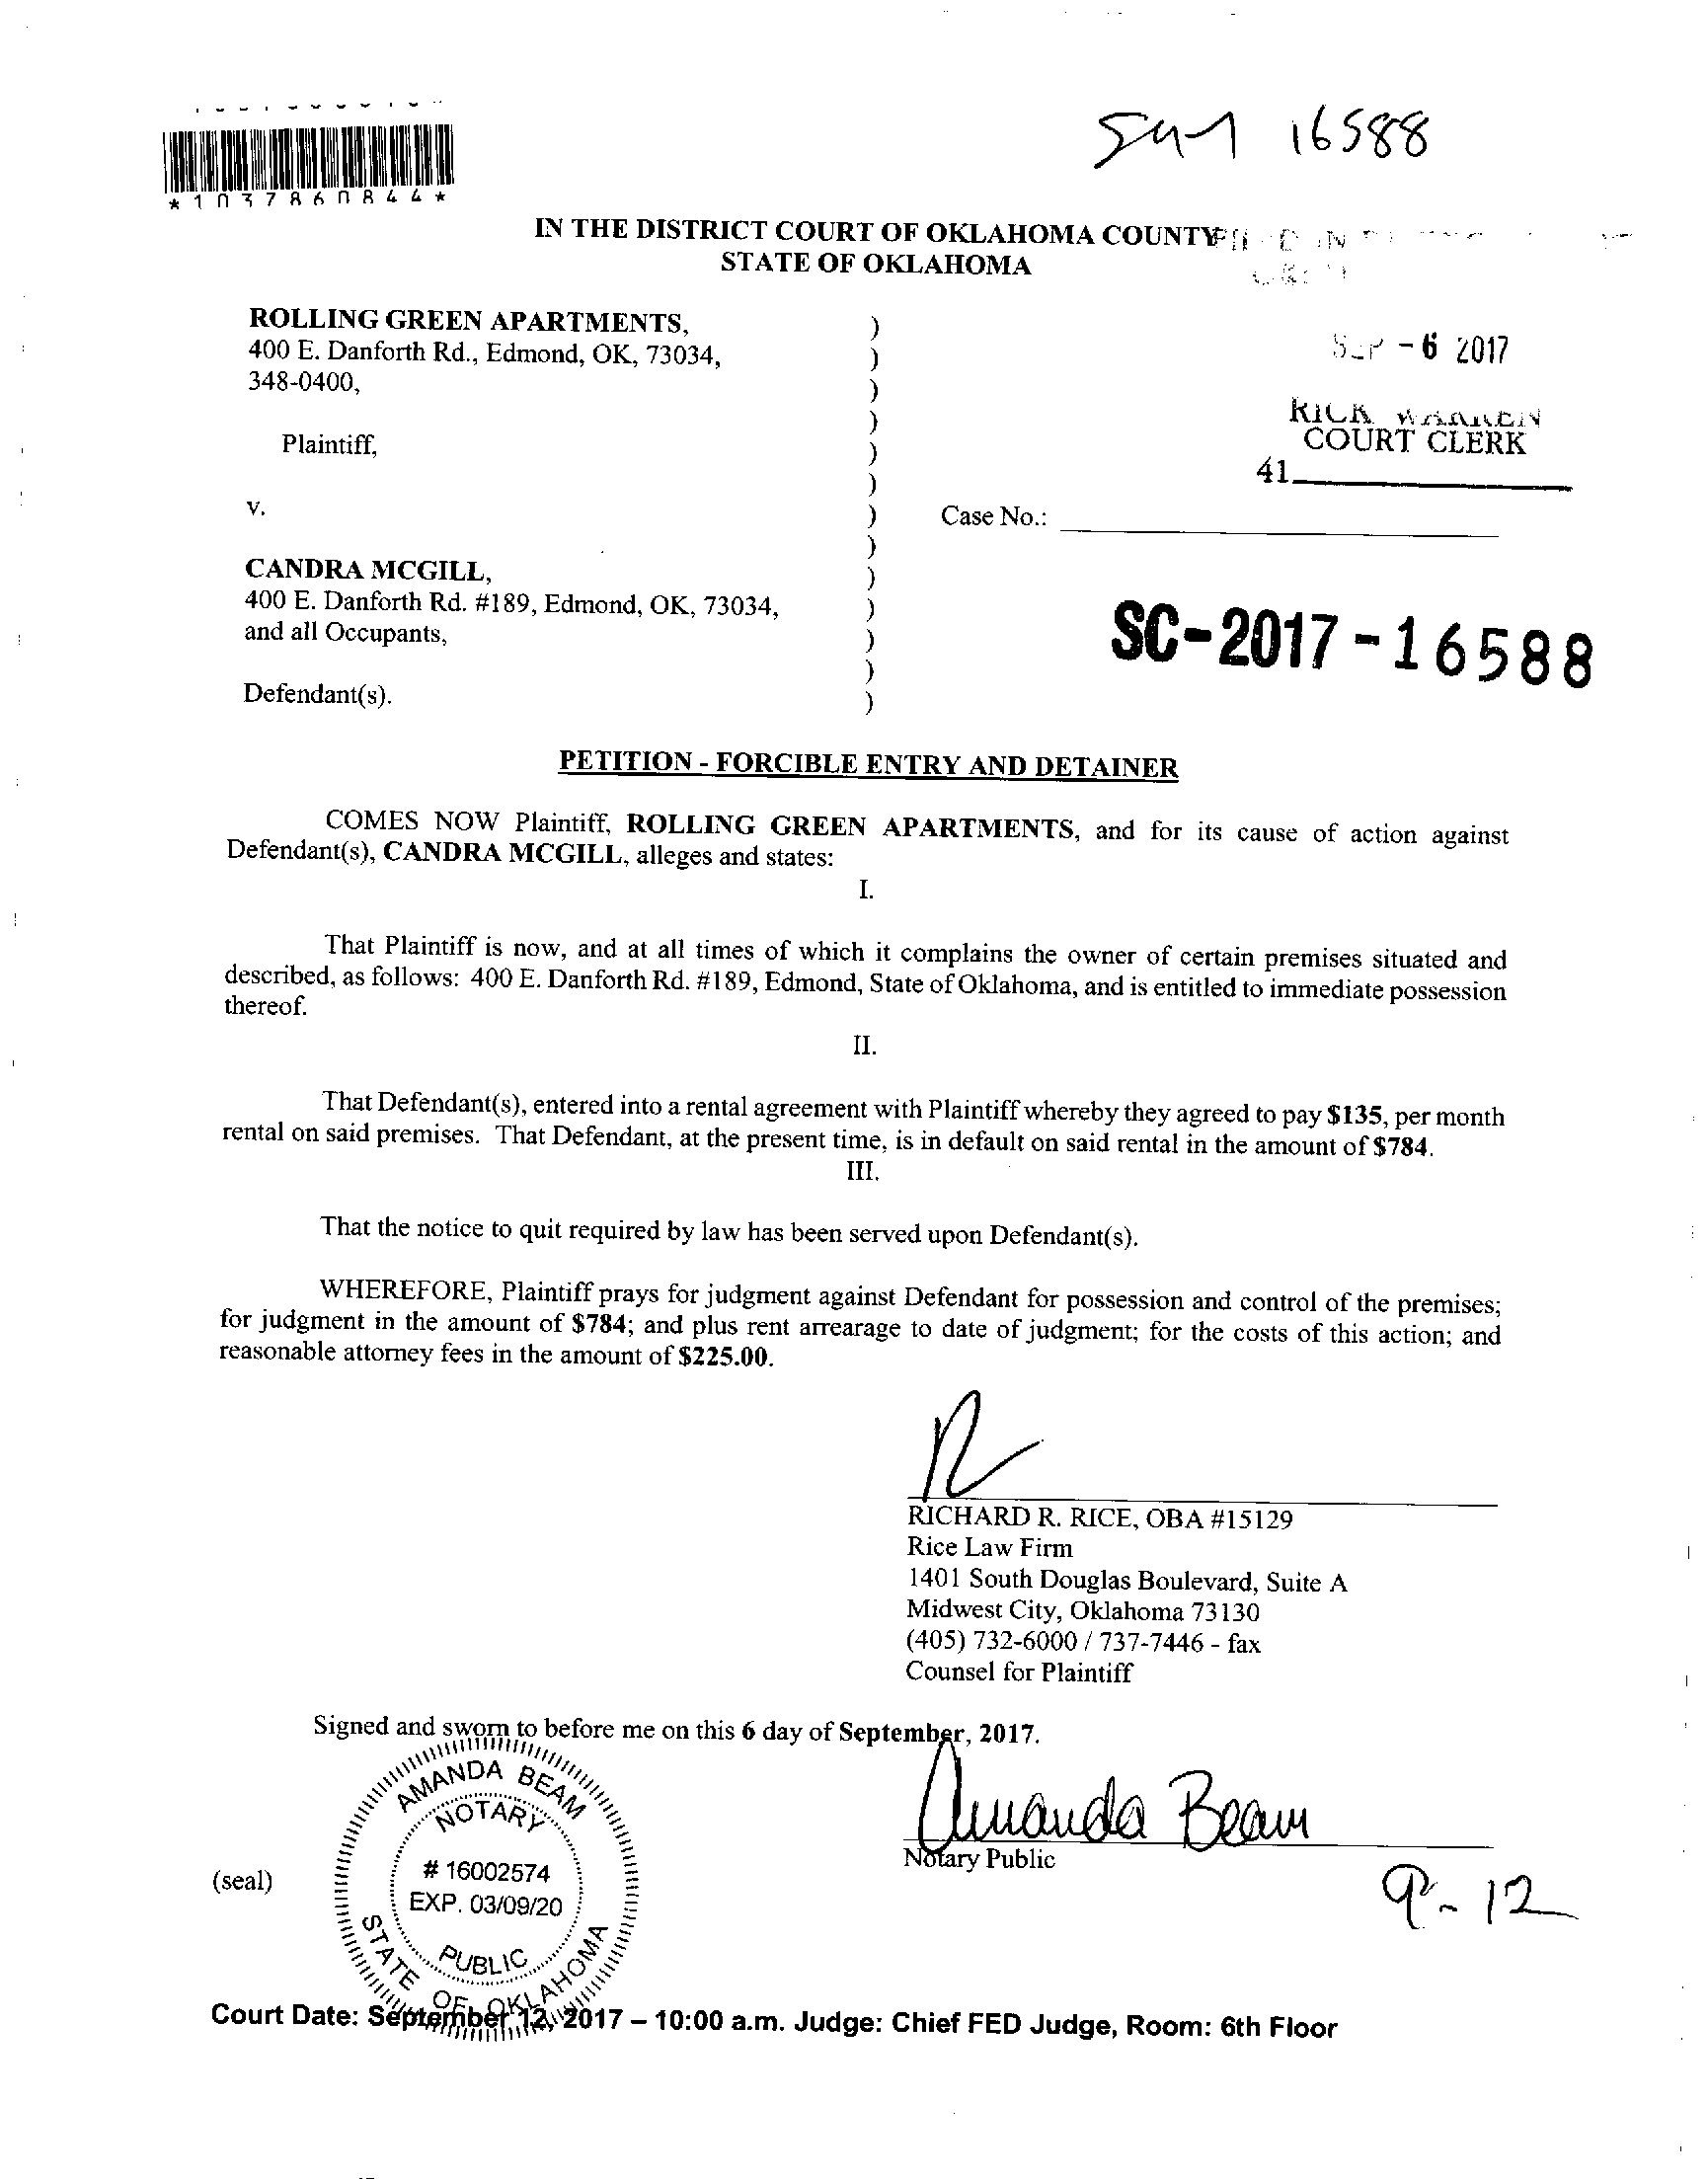 16588
*1037860844*
IN THE DISTRICT COURT OF OKLAHOMA COUNTY
STATE OF OKLAHOMA
ROLLING GREEN APARTMENTS,
400 E. Danforth Rd., Edmond, OK, 73034,
348-0400,
Plaintiff,
v.
CANDRA MCGILL,
400 E. Danforth Rd. #189, Edmond, OK, 73034,
and all Occupants,
Defendant(s).
)
)
)
)
)
)
)
)
)
)
)
)
)
SEP -6 2017
RICK WARREN
COURT CLERK
41
Case No.:
SC-2017-16588
PETITION - FORCIBLE ENTRY AND DETAINER
COMES NOW Plaintiff, ROLLING GREEN APARTMENTS, and for its cause of action against
Defendant(s), CANDRA MCGILL, alleges and states:
I.
That Plaintiff is now, and at all times of which it complains the owner of certain premises situated and
described, as follows: 400 E. Danforth Rd. #189, Edmond, State of Oklahoma, and is entitled to immediate possession
thereof.
II.
That Defendant(s), entered into a rental agreement with Plaintiff whereby they agreed to pay $135, per month
rental on said premises. That Defendant, at the present time, is in default on said rental in the amount of $784.
III.
That the notice to quit required by law has been served upon Defendant(s).
WHEREFORE, Plaintiff prays for judgment against Defendant for possession and control of the premises;
for judgment in the amount of $784; and plus rent arrearage to date of judgment; for the costs of this action; and
reasonable attorney fees in the amount of $225.00.
RICHARD R. RICE, OBA #15129
Rice Law Firm
1401 South Douglas Boulevard, Suite A
Midwest City, Oklahoma 73130
(405) 732-6000 / 737-7446 - fax
Counsel for Plaintiff
Signed and sworn to before me on this 6 day of September, 2017.
Amanda Beam
Notary Public
(seal)
AMANDA BEAM
NOTARY
# 16002574
EXP. 03/09/20
PUBLIC
STATE OF OKLAHOMA
9-12
Court Date: September 12, 2017 – 10:00 a.m. Judge: Chief FED Judge, Room: 6th Floor